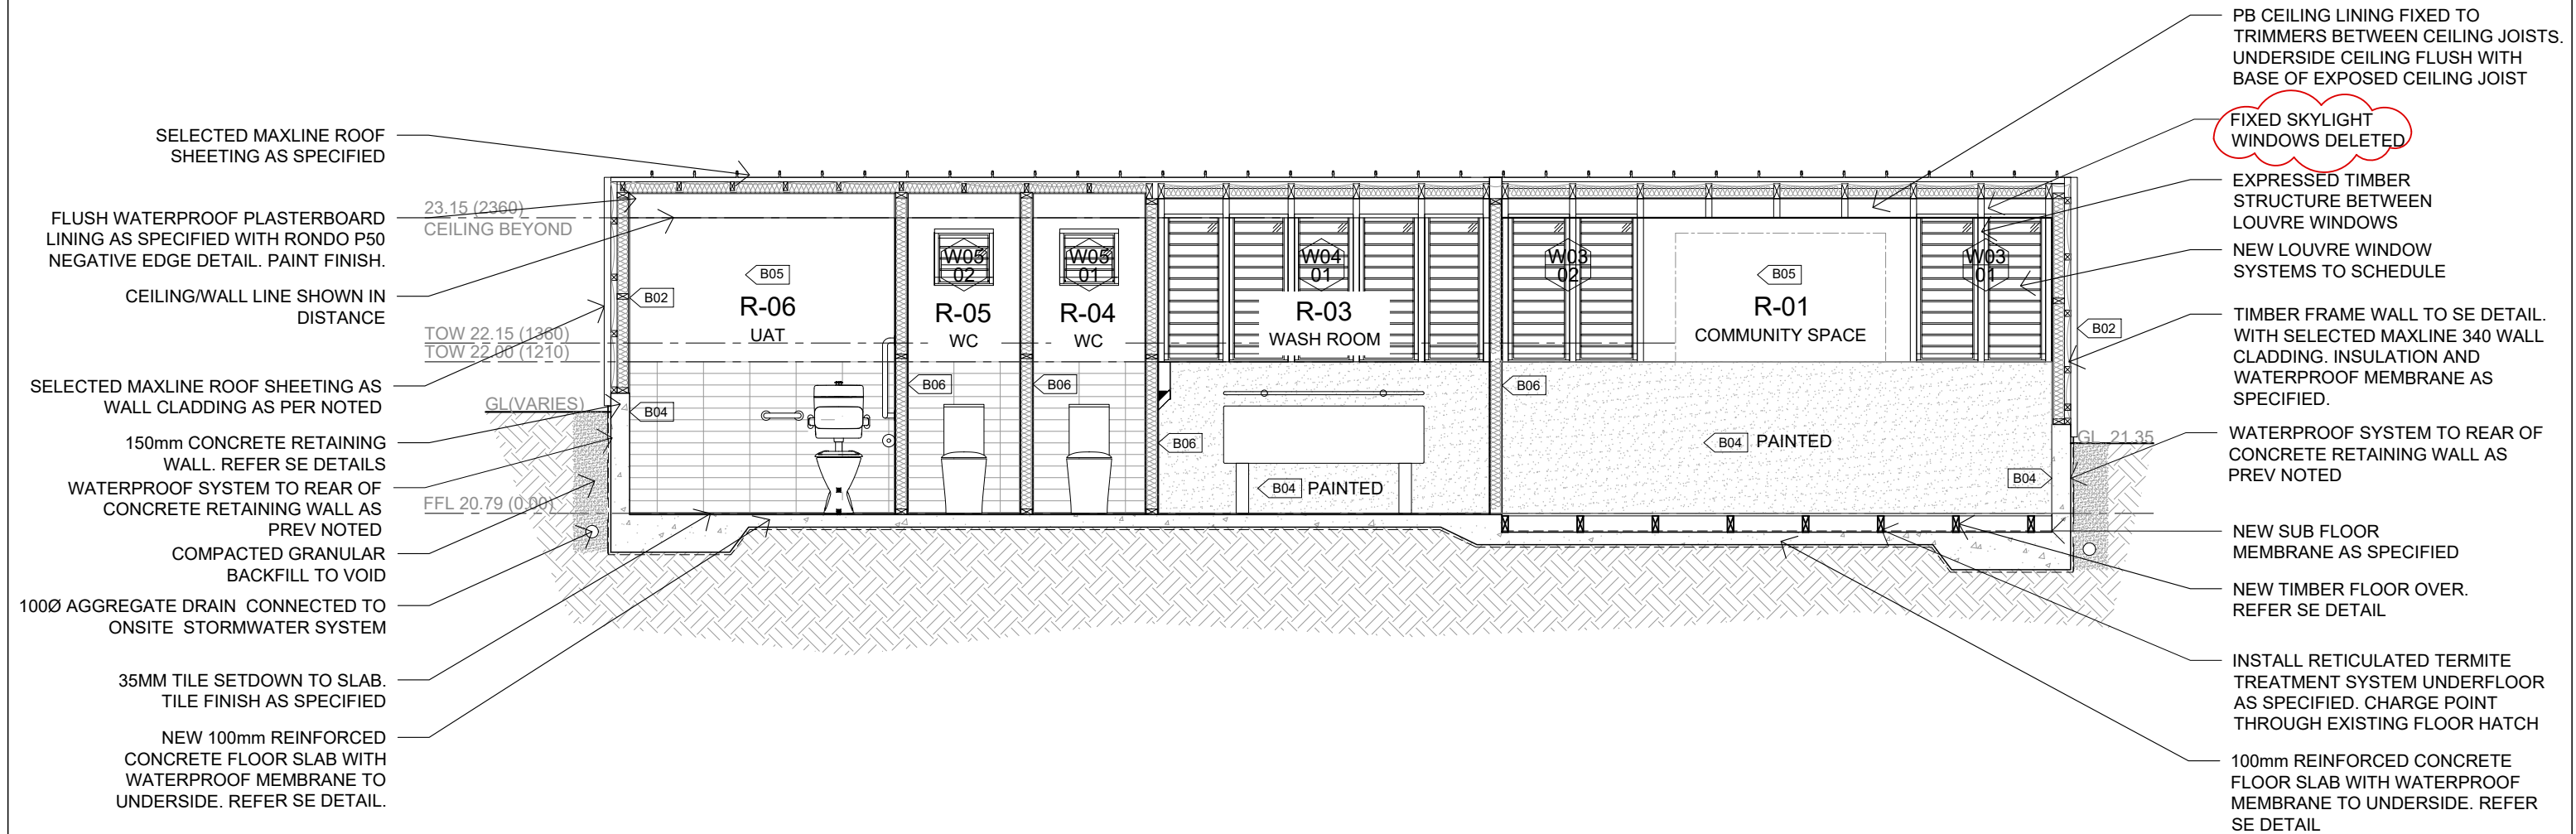 SELECTED MAXLINE ROOF
SHEETING AS SPECIFIED
FLUSH WATERPROOF PLASTERBOARD
LINING AS SPECIFIED WITH RONDO P50
NEGATIVE EDGE DETAIL. PAINT FINISH.
CEILING/WALL LINE SHOWN IN
DISTANCE
SELECTED MAXLINE ROOF SHEETING AS
WALL CLADDING AS PER NOTED
150mm CONCRETE RETAINING
WALL. REFER SE DETAILS
WATERPROOF SYSTEM TO REAR OF
CONCRETE RETAINING WALL AS
PREV NOTED
COMPACTED GRANULAR
BACKFILL TO VOID
100Ø AGGREGATE DRAIN CONNECTED TO
ONSITE STORMWATER SYSTEM
35MM TILE SETDOWN TO SLAB.
TILE FINISH AS SPECIFIED
NEW 100mm REINFORCED
CONCRETE FLOOR SLAB WITH
WATERPROOF MEMBRANE TO
UNDERSIDE. REFER SE DETAIL.
23.15 (2360)
CEILING BEYOND
TOW 22.15 (1360)
TOW 22.00 (1210)
GL(VARIES)
FFL 20.79 (0.00)
B02
B04
B05
R-06
UAT
W05
02
R-05
WC
B06
W05
01
R-04
WC
B06
W04
01
R-03
WASH ROOM
B06
B04 PAINTED
W03
02
B05
R-01
COMMUNITY SPACE
W03
01
B06
B04 PAINTED
B04
B02
GL 21.35
PB CEILING LINING FIXED TO
TRIMMERS BETWEEN CEILING JOISTS.
UNDERSIDE CEILING FLUSH WITH
BASE OF EXPOSED CEILING JOIST
FIXED SKYLIGHT
WINDOWS DELETED
EXPRESSED TIMBER
STRUCTURE BETWEEN
LOUVRE WINDOWS
NEW LOUVRE WINDOW
SYSTEMS TO SCHEDULE
TIMBER FRAME WALL TO SE DETAIL.
WITH SELECTED MAXLINE 340 WALL
CLADDING. INSULATION AND
WATERPROOF MEMBRANE AS
SPECIFIED.
WATERPROOF SYSTEM TO REAR OF
CONCRETE RETAINING WALL AS
PREV NOTED
NEW SUB FLOOR
MEMBRANE AS SPECIFIED
NEW TIMBER FLOOR OVER.
REFER SE DETAIL
INSTALL RETICULATED TERMITE
TREATMENT SYSTEM UNDERFLOOR
AS SPECIFIED. CHARGE POINT
THROUGH EXISTING FLOOR HATCH
100mm REINFORCED CONCRETE
FLOOR SLAB WITH WATERPROOF
MEMBRANE TO UNDERSIDE. REFER
SE DETAIL